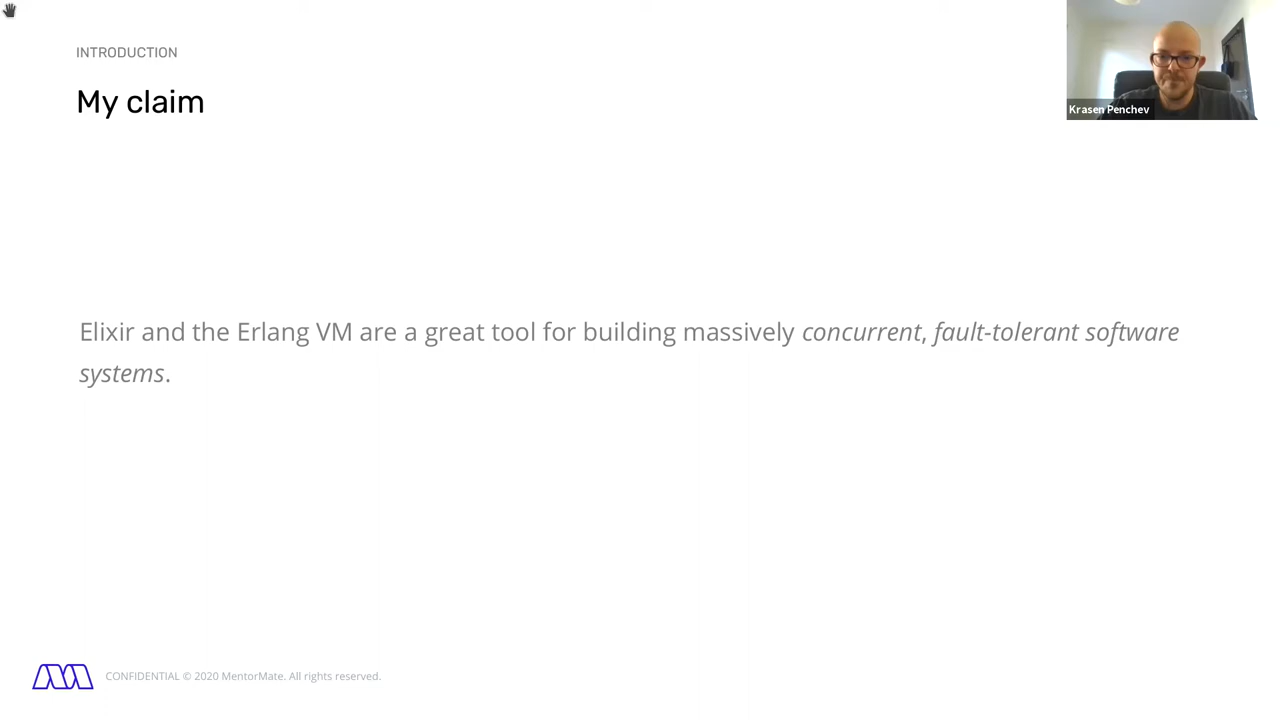 INTRODUCTION
My claim
Krasen Penchev
Elixir and the Erlang VM are a great tool for building massively concurrent, fault-tolerant software
systems.
CONFIDENTIAL © 2020 MentorMate. All rights reserved.